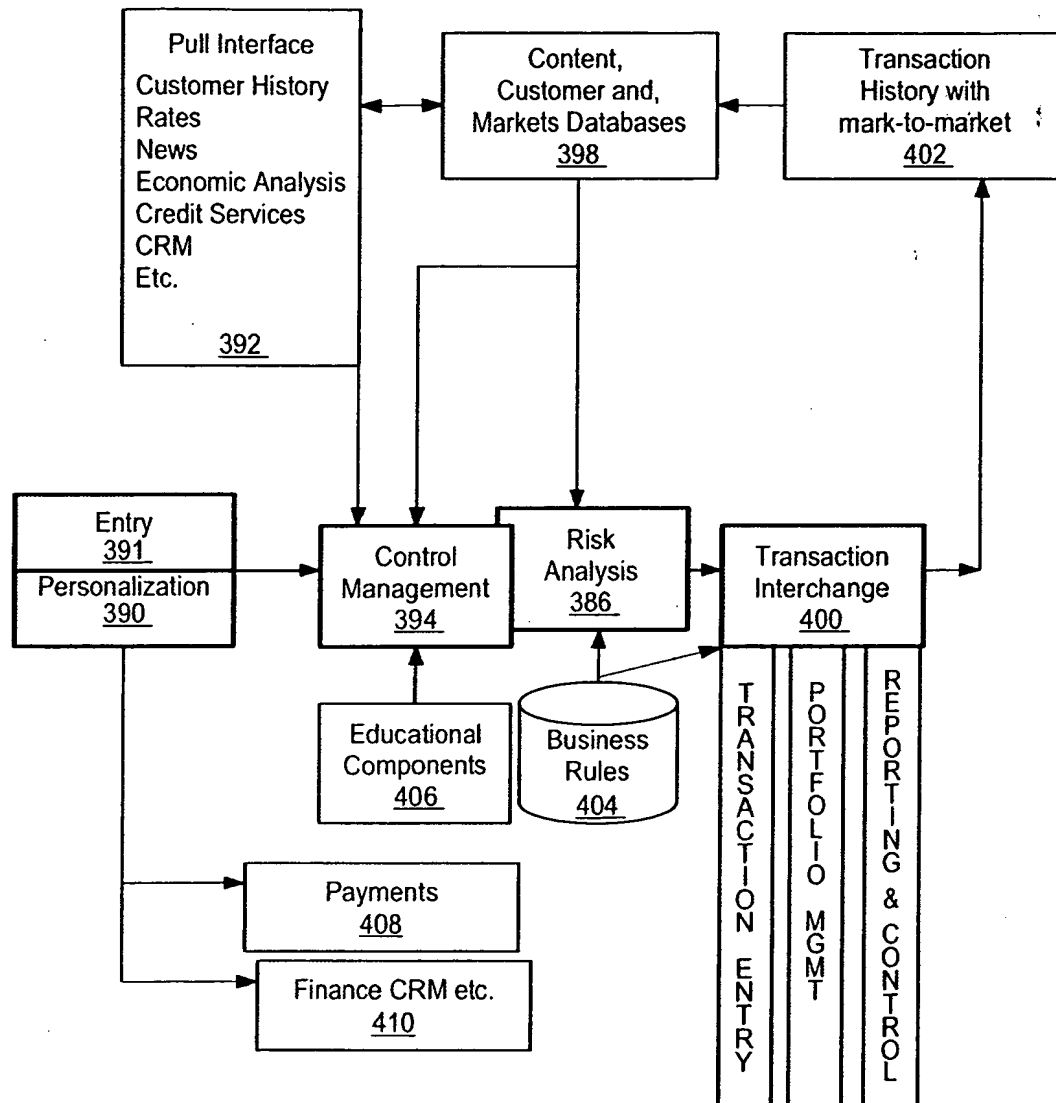 Pull Interface
Customer History
Rates
News
Economic Analysis
Credit Services
CRM
Etc.
392
Content,
Customer and,
Markets Databases
398
Transaction
History with
mark-to-market
402
Entry
391
Personalization
390
Control
Management
394
Risk
Analysis
386
Transaction
Interchange
400
Educational
Components
406
Business
Rules
404
TRANSACTION ENTRY
PORTFOLIO MGMT
REPORTING & CONTROL
Payments
408
Finance CRM etc.
410